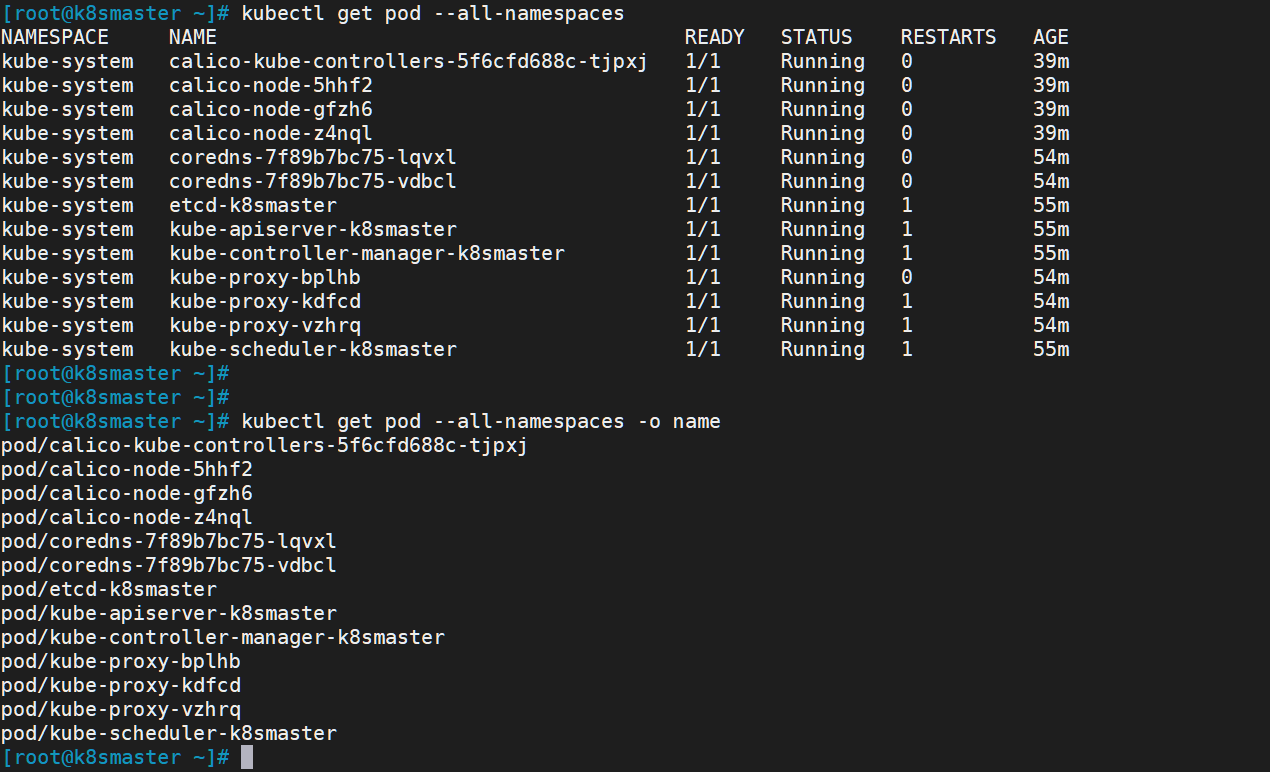 [root@k8smaster ~]# kubectl get pod --all-namespaces
NAMESPACE     NAME                                       READY   STATUS    RESTARTS   AGE
kube-system   calico-kube-controllers-5f6cfd688c-tjpxj   1/1     Running   0          39m
kube-system   calico-node-5hhf2                          1/1     Running   0          39m
kube-system   calico-node-gfzh6                          1/1     Running   0          39m
kube-system   calico-node-z4nql                          1/1     Running   0          39m
kube-system   coredns-7f89b7bc75-lqvxl                   1/1     Running   0          54m
kube-system   coredns-7f89b7bc75-vdbcl                   1/1     Running   0          54m
kube-system   etcd-k8smaster                             1/1     Running   1          55m
kube-system   kube-apiserver-k8smaster                   1/1     Running   1          55m
kube-system   kube-controller-manager-k8smaster          1/1     Running   1          55m
kube-system   kube-proxy-bplhb                           1/1     Running   0          54m
kube-system   kube-proxy-kdfcd                           1/1     Running   1          54m
kube-system   kube-proxy-vzhrq                           1/1     Running   1          54m
kube-system   kube-scheduler-k8smaster                   1/1     Running   1          55m
[root@k8smaster ~]#
[root@k8smaster ~]#
[root@k8smaster ~]# kubectl get pod --all-namespaces -o name
pod/calico-kube-controllers-5f6cfd688c-tjpxj
pod/calico-node-5hhf2
pod/calico-node-gfzh6
pod/calico-node-z4nql
pod/coredns-7f89b7bc75-lqvxl
pod/coredns-7f89b7bc75-vdbcl
pod/etcd-k8smaster
pod/kube-apiserver-k8smaster
pod/kube-controller-manager-k8smaster
pod/kube-proxy-bplhb
pod/kube-proxy-kdfcd
pod/kube-proxy-vzhrq
pod/kube-scheduler-k8smaster
[root@k8smaster ~]#